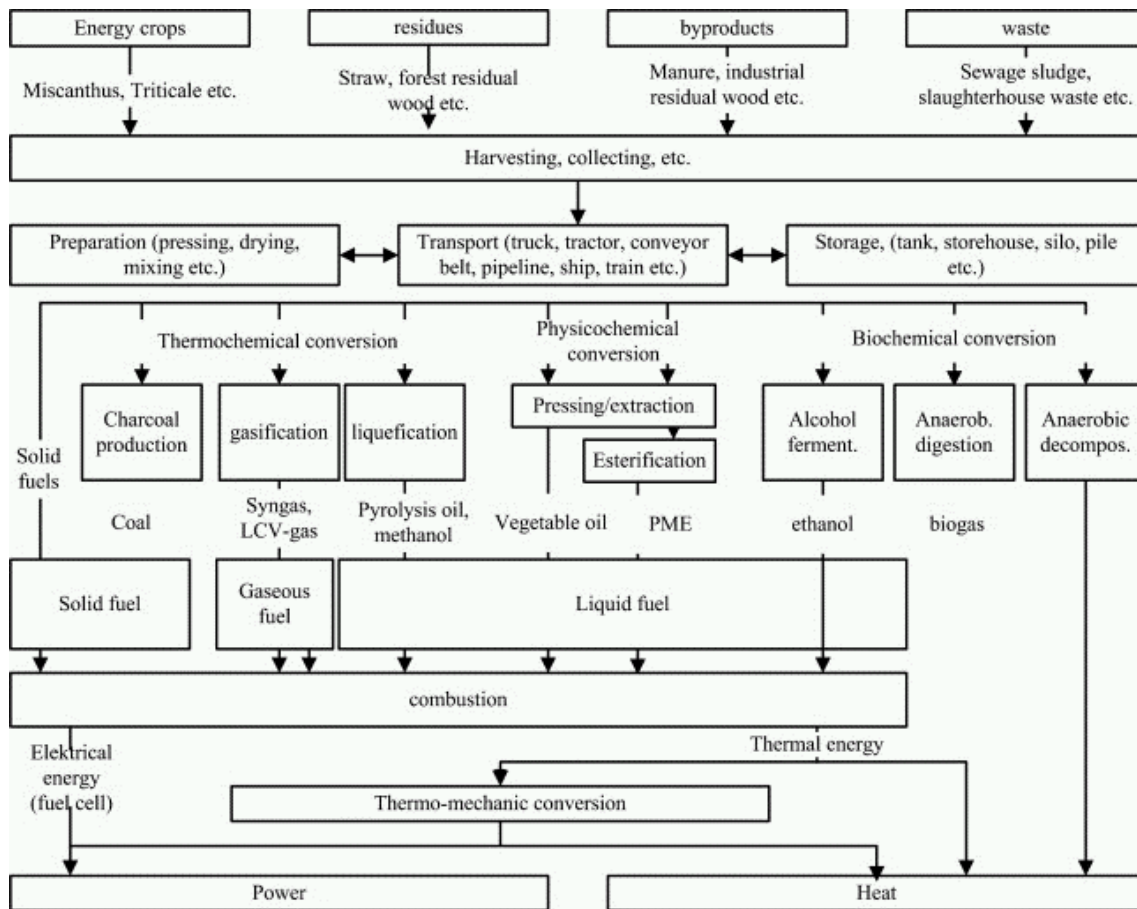 Energy crops
residues
byproducts
waste
Miscanthus, Triticale etc.
Straw, forest residual
wood etc.
Manure, industrial
residual wood etc.
Sewage sludge,
slaughterhouse waste etc.
Harvesting, collecting, etc.
Preparation (pressing, drying,
mixing etc.)
Transport (truck, tractor, conveyor
belt, pipeline, ship, train etc.)
Storage, (tank, storehouse, silo, pile
etc.)
Thermochemical conversion
Physicochemical
conversion
Biochemical conversion
Charcoal
production
gasification
liquefication
Pressing/extraction
Esterification
Alcohol
ferment.
Anaerob.
digestion
Anaerobic
decompos.
Solid
fuels
Coal
Syngas,
LCV-gas
Pyrolysis oil,
methanol
Vegetable oil
PME
ethanol
biogas
Solid fuel
Gaseous
fuel
Liquid fuel
combustion
Elektrical
energy
(fuel cell)
Thermal energy
Thermo-mechanic conversion
Power
Heat